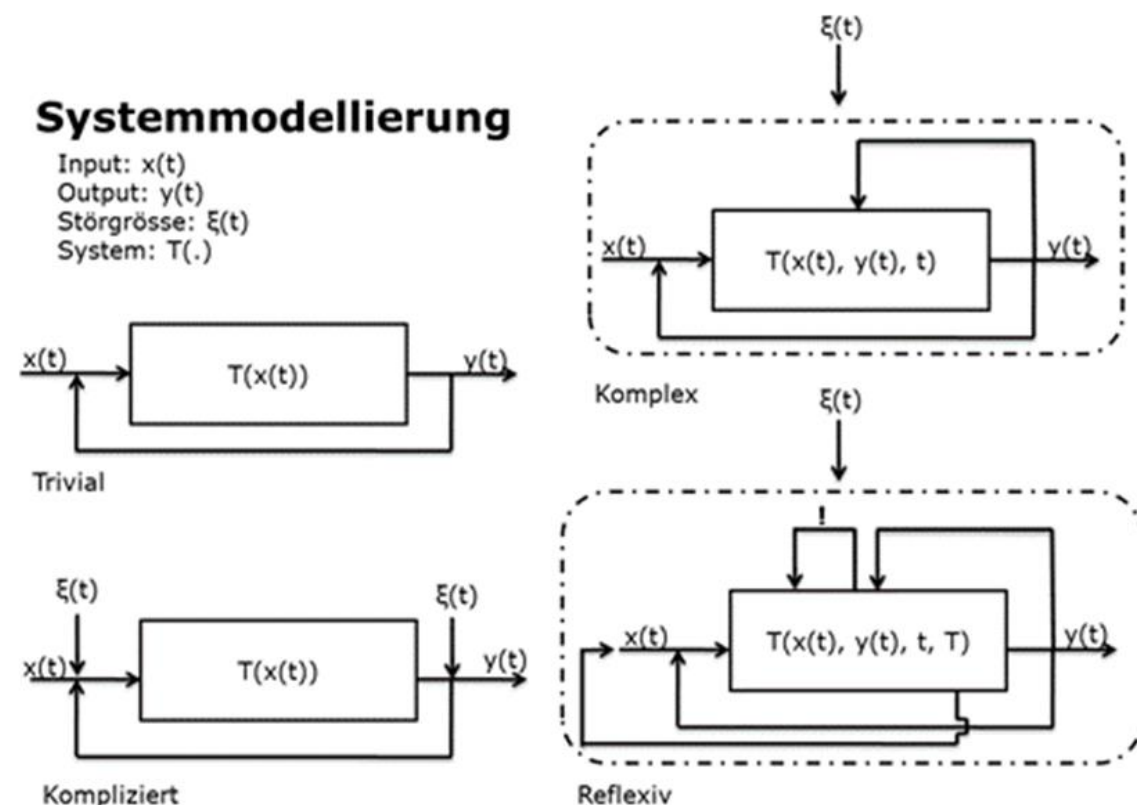 Systemmodellierung
Input: x(t)
Output: y(t)
Störgrösse: ξ(t)
System: T(.)
x(t)
T(x(t))
y(t)
Trivial
ξ(t)
ξ(t)
x(t)
T(x(t))
y(t)
Kompliziert
ξ(t)
x(t)
T(x(t), y(t), t)
y(t)
Komplex
ξ(t)
!
x(t)
T(x(t), y(t), t, T)
y(t)
Reflexiv